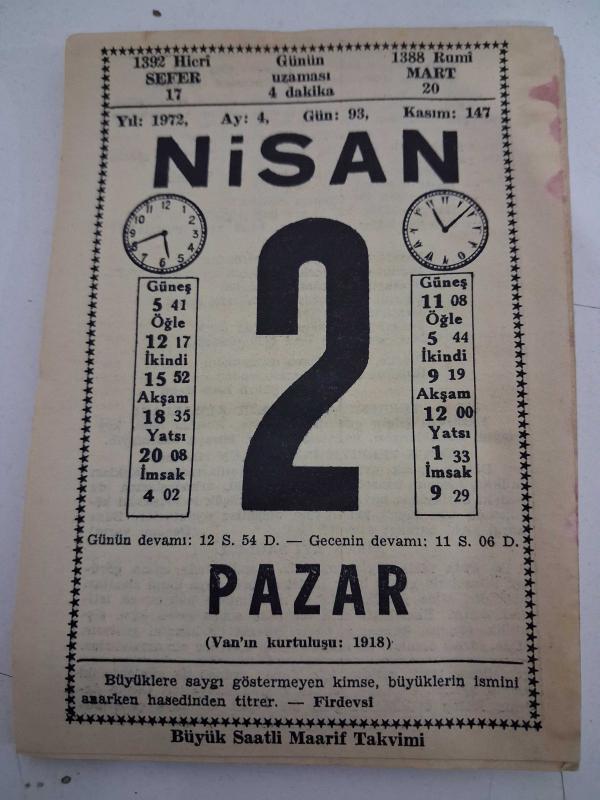 1392 Hicrî Günün 1388 Rumî
SEFER uzaması MART
17 4 dakika 20
Yıl: 1972, Ay: 4, Gün: 93, Kasım: 147
NiSAN
2
Güneş
5 41
Öğle
12 17
İkindi
15 52
Akşam
18 35
Yatsı
20 08
İmsak
4 02
Güneş
11 08
Öğle
5 44
İkindi
9 19
Akşam
12 00
Yatsı
1 33
İmsak
9 29
Günün devamı: 12 S. 54 D. — Gecenin devamı: 11 S. 06 D.
PAZAR
(Van'ın kurtuluşu: 1918)
Büyüklere saygı göstermeyen kimse, büyüklerin ismini
anarken hasedinden titrer. — Firdevsî
Büyük Saatli Maarif Takvimi